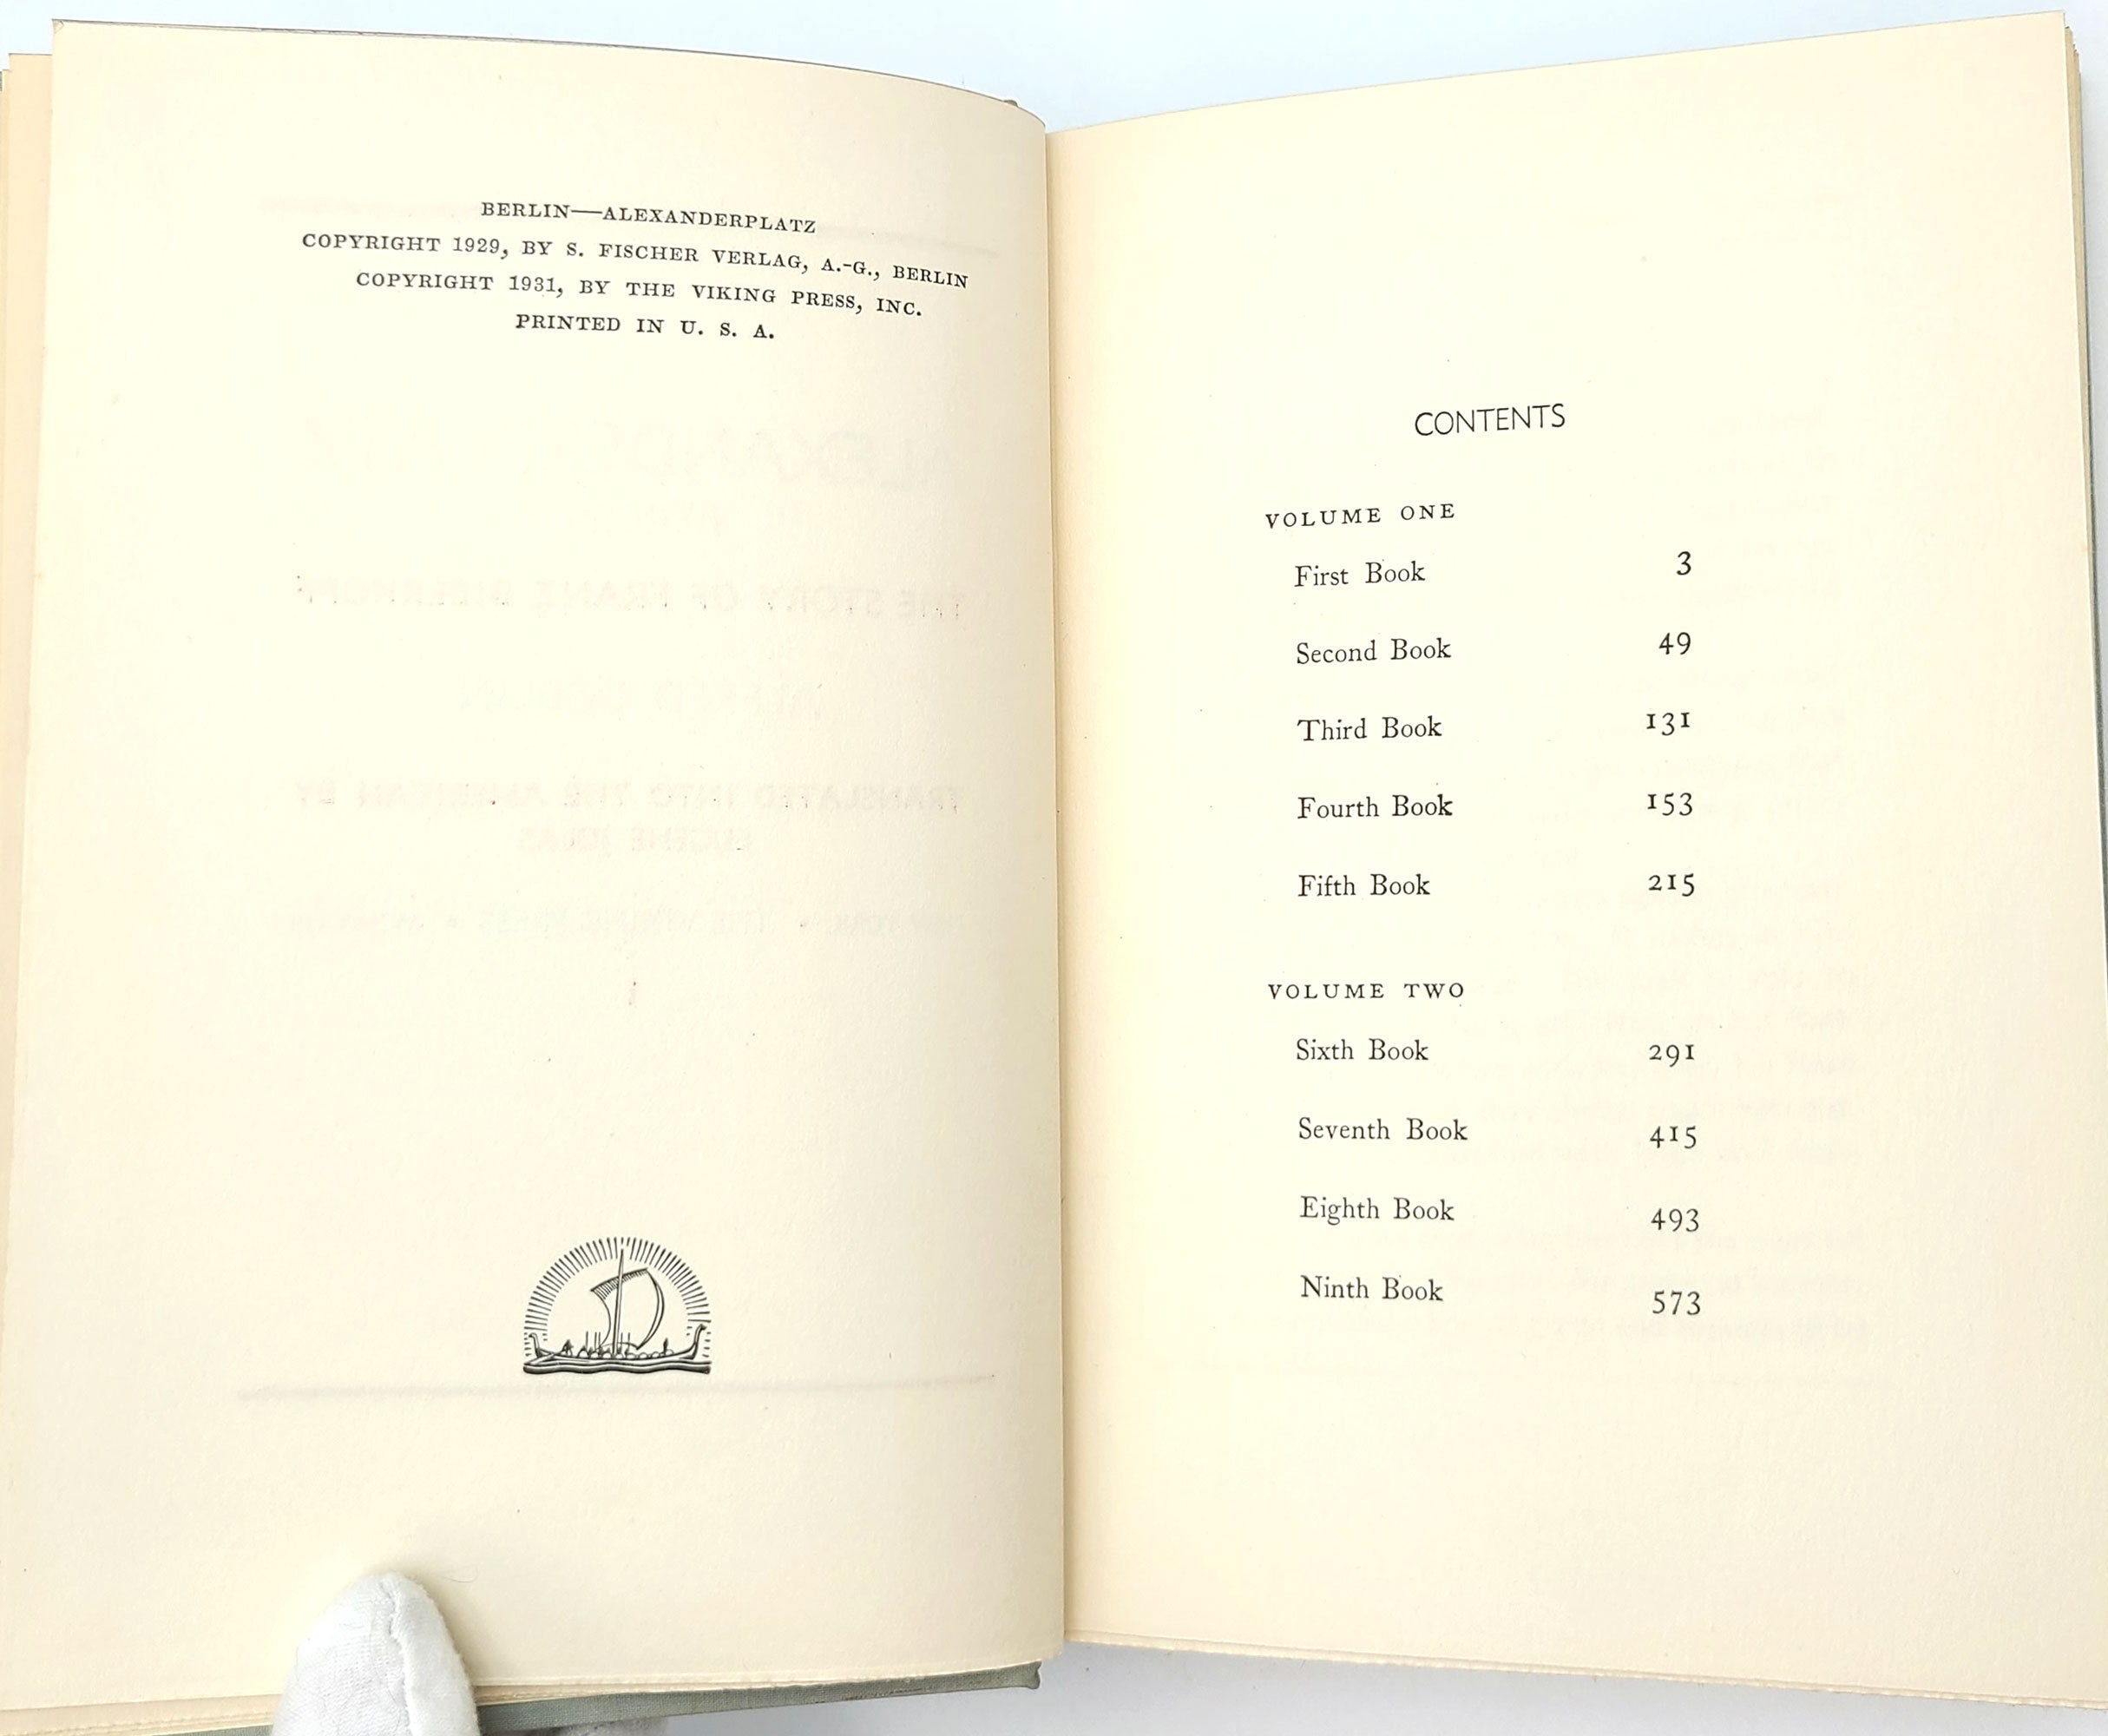 BERLIN—ALEXANDERPLATZ
COPYRIGHT 1929, BY S. FISCHER VERLAG, A.-G., BERLIN
COPYRIGHT 1931, BY THE VIKING PRESS, INC.
PRINTED IN U. S. A.
CONTENTS
VOLUME ONE
First Book 3
Second Book 49
Third Book 131
Fourth Book 153
Fifth Book 215
VOLUME TWO
Sixth Book 291
Seventh Book 415
Eighth Book 493
Ninth Book 573